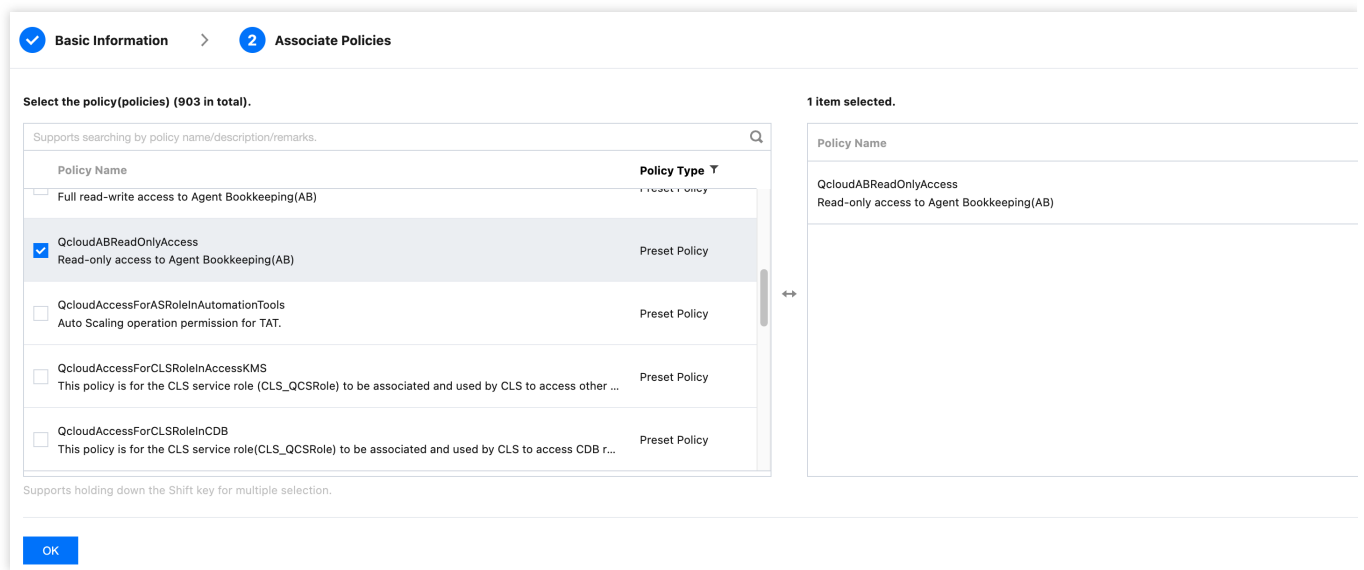 Basic Information
2 Associate Policies
Select the policy(policies) (903 in total).
Supports searching by policy name/description/remarks.
Policy Name Policy Type
Preset Policy
Full read-write access to Agent Bookkeeping(AB)
QcloudABReadOnlyAccess
Read-only access to Agent Bookkeeping(AB)
Preset Policy
QcloudAccessForASRoleInAutomationTools
Auto Scaling operation permission for TAT.
Preset Policy
QcloudAccessForCLSRoleInAccessKMS
This policy is for the CLS service role (CLS_QCSRole) to be associated and used by CLS to access other ...
Preset Policy
QcloudAccessForCLSRoleInCDB
This policy is for the CLS service role(CLS_QCSRole) to be associated and used by CLS to access CDB r...
Preset Policy
Supports holding down the Shift key for multiple selection.
1 item selected.
Policy Name
QcloudABReadOnlyAccess
Read-only access to Agent Bookkeeping(AB)
OK